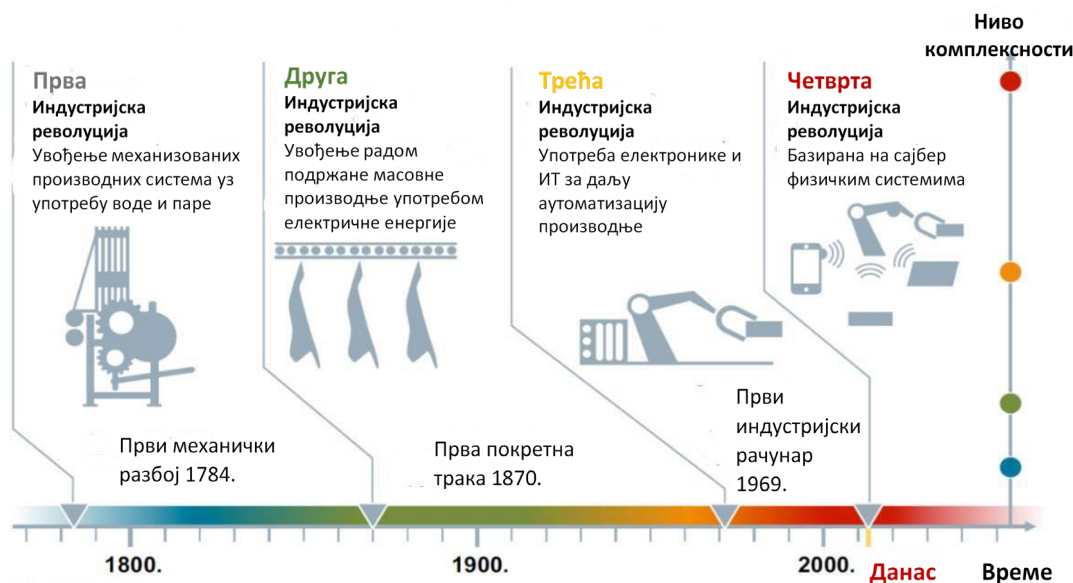 Ниво
комплексности
Прва
Индустријска
револуција
Увођење механизованих
производних система уз
употребу воде и паре
Друга
Индустријска
револуција
Увођење радом
подржане масовне
производње употребом
електричне енергије
Трећа
Индустријска
револуција
Употреба електронике и
ИТ за даљу
аутоматизацију
производње
Четврта
Индустријска
револуција
Базирана на сајбер
физичким системима
Први механички
разбој 1784.
Прва покретна
трака 1870.
Први
индустријски
рачунар
1969.
1800.
1900.
2000.
Данас
Време